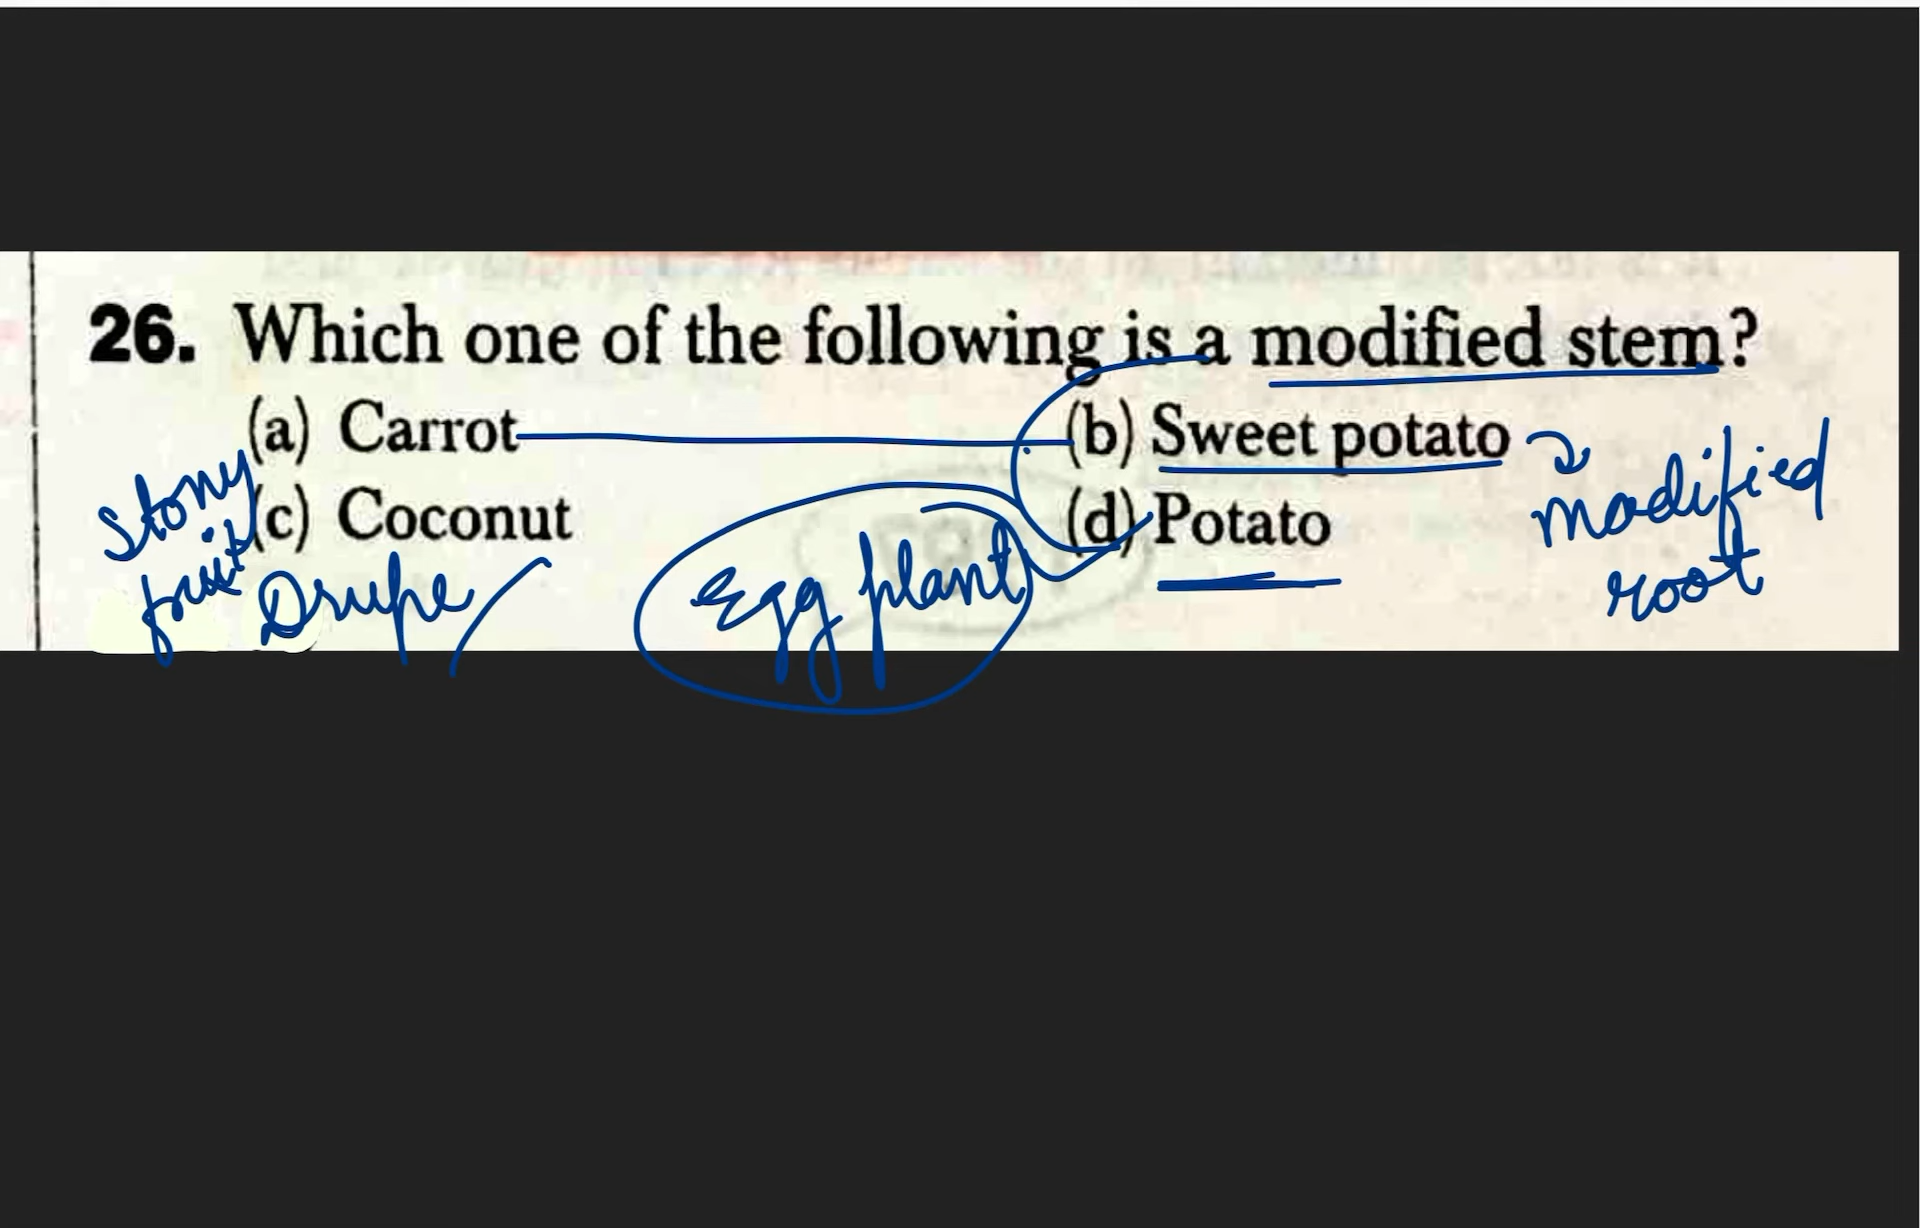 26. Which one of the following is a modified stem?
(a) Carrot (b) Sweet potato
(c) Coconut (d) Potato
stony
fruit
Drupe
Egg plant
modified
root